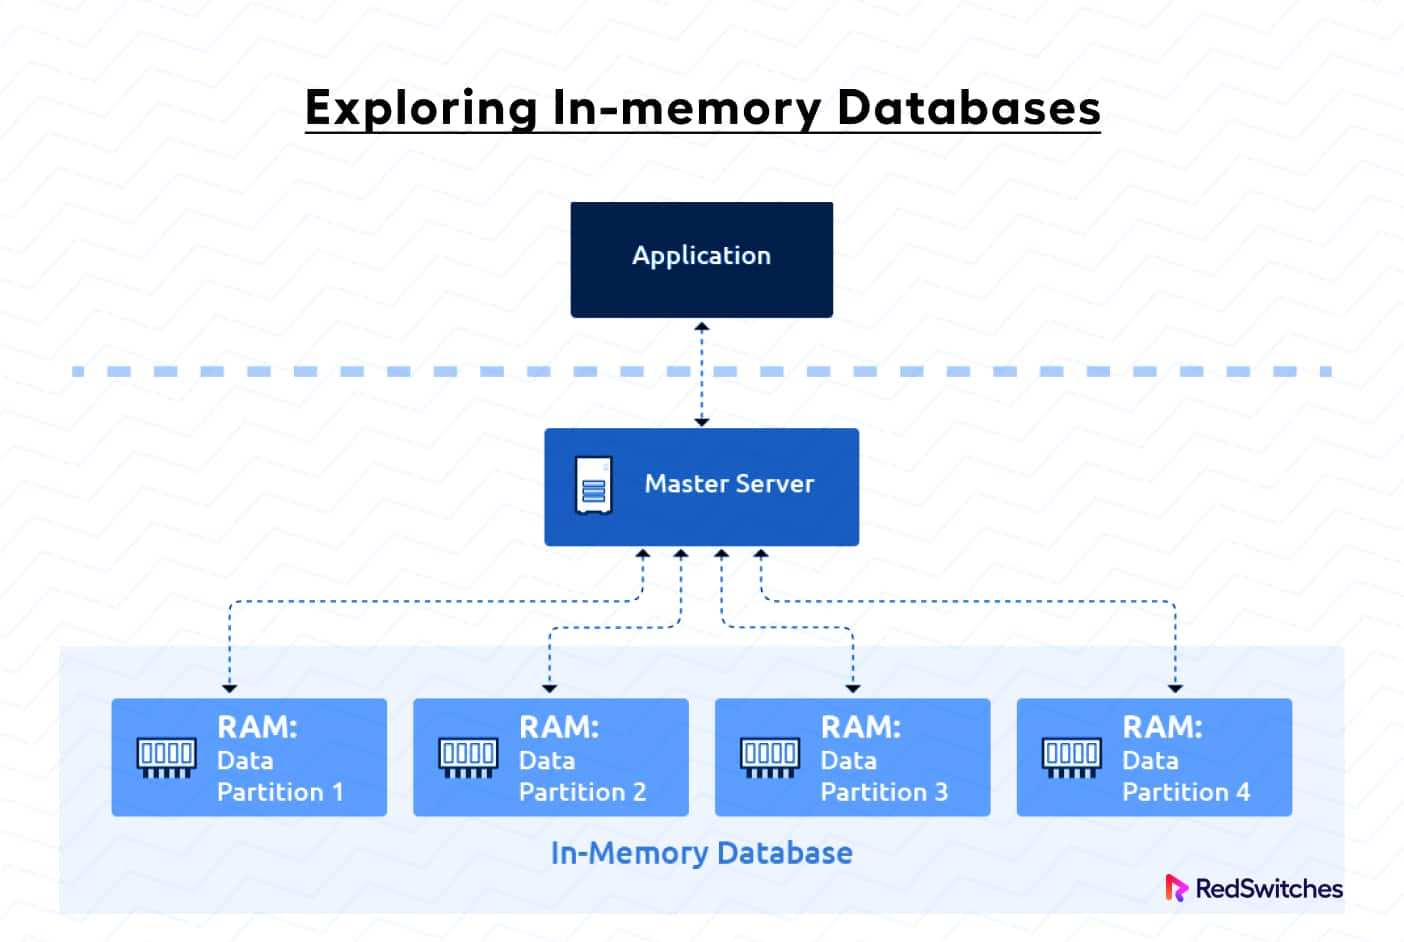 Exploring In-memory Databases
Application
Master Server
RAM:
Data
Partition 1
RAM:
Data
Partition 2
RAM:
Data
Partition 3
RAM:
Data
Partition 4
In-Memory Database
RedSwitches